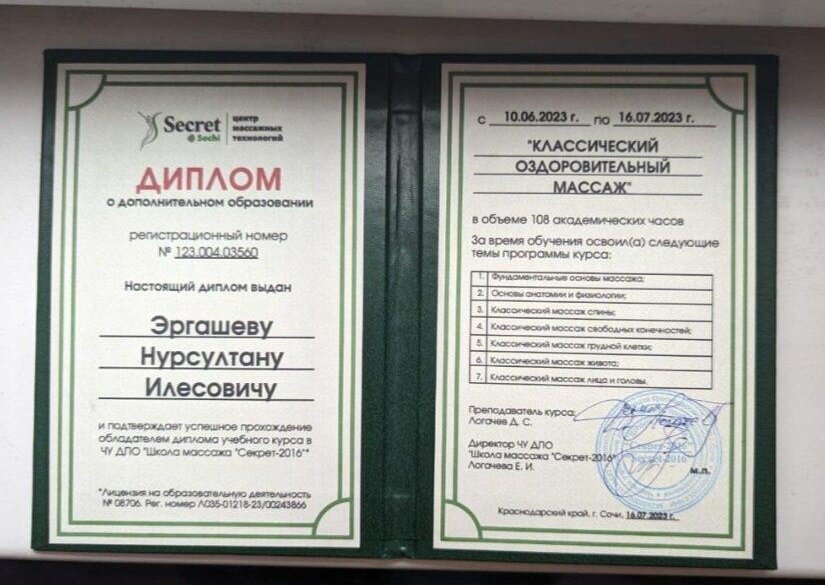 Secret
@ Sochi
центр
массажных
технологий
ДИПЛОМ
о дополнительном образовании
регистрационный номер
№ 123.004.03560
Настоящий диплом выдан
Эргашеву
Нурсултану
Илесовичу
и подтверждает успешное прохождение
обладателем диплома учебного курса в
ЧУ ДПО "Школа массажа "Секрет-2016"*
*Лицензия на образовательную деятельность
№ 08706. Рег. номер Л035-01218-23/00243866
с 10.06.2023 г. по 16.07.2023 г.
"КЛАССИЧЕСКИЙ
ОЗДОРОВИТЕЛЬНЫЙ
МАССАЖ"
в объеме 108 академических часов
За время обучения освоил(а) следующие
темы программы курса:
1. Фундаментальные основы массажа;
2. Основы анатомии и физиологии;
3. Классический массаж спины;
4. Классический массаж свободных конечностей;
5. Классический массаж грудной клетки;
6. Классический массаж живота;
7. Классический массаж лица и головы.
Преподаватель курса
Логачев Д. С.
Директор ЧУ ДПО
"Школа массажа "Секрет-2016"
Логачева Е. И.
м.п.
Краснодарский край, г. Сочи, 16.07.2023 г.